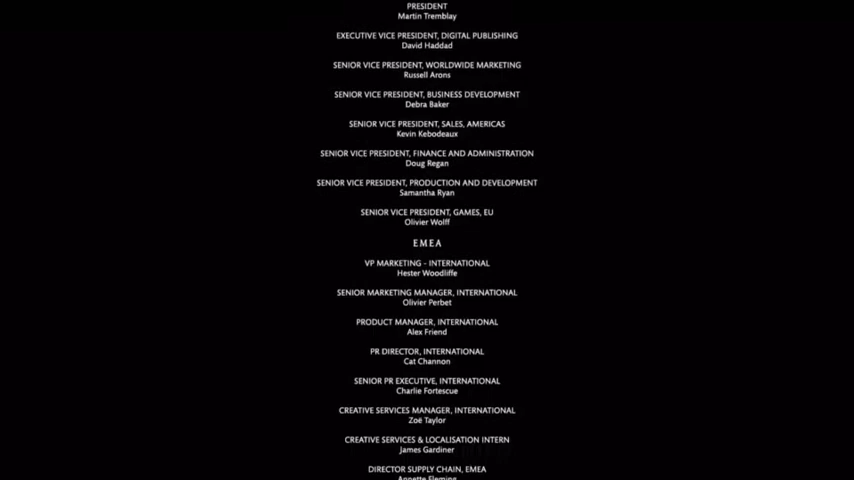 PRESIDENT
Martin Tremblay
EXECUTIVE VICE PRESIDENT, DIGITAL PUBLISHING
David Haddad
SENIOR VICE PRESIDENT, WORLDWIDE MARKETING
Russell Arons
SENIOR VICE PRESIDENT, BUSINESS DEVELOPMENT
Debra Baker
SENIOR VICE PRESIDENT, SALES, AMERICAS
Kevin Kebodeaux
SENIOR VICE PRESIDENT, FINANCE AND ADMINISTRATION
Doug Regan
SENIOR VICE PRESIDENT, PRODUCTION AND DEVELOPMENT
Samantha Ryan
SENIOR VICE PRESIDENT, GAMES, EU
Olivier Wolff
EMEA
VP MARKETING - INTERNATIONAL
Hester Woodliffe
SENIOR MARKETING MANAGER, INTERNATIONAL
Olivier Perbet
PRODUCT MANAGER, INTERNATIONAL
Alex Friend
PR DIRECTOR, INTERNATIONAL
Cat Channon
SENIOR PR EXECUTIVE, INTERNATIONAL
Charlie Fortescue
CREATIVE SERVICES MANAGER, INTERNATIONAL
Zoë Taylor
CREATIVE SERVICES & LOCALISATION INTERN
James Gardiner
DIRECTOR SUPPLY CHAIN, EMEA
Annette Fleming